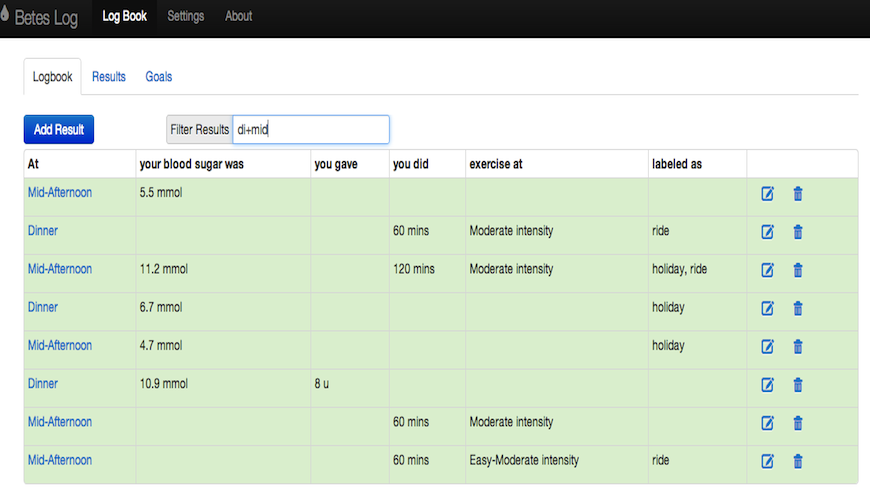 Betes Log Log Book Settings About
Logbook Results Goals
Add Result Filter Results di+mid
At your blood sugar was you gave you did exercise at labeled as
Mid-Afternoon 5.5 mmol
Dinner 60 mins Moderate intensity ride
Mid-Afternoon 11.2 mmol 120 mins Moderate intensity holiday, ride
Dinner 6.7 mmol holiday
Mid-Afternoon 4.7 mmol holiday
Dinner 10.9 mmol 8 u
Mid-Afternoon 60 mins Moderate intensity
Mid-Afternoon 60 mins Easy-Moderate intensity ride